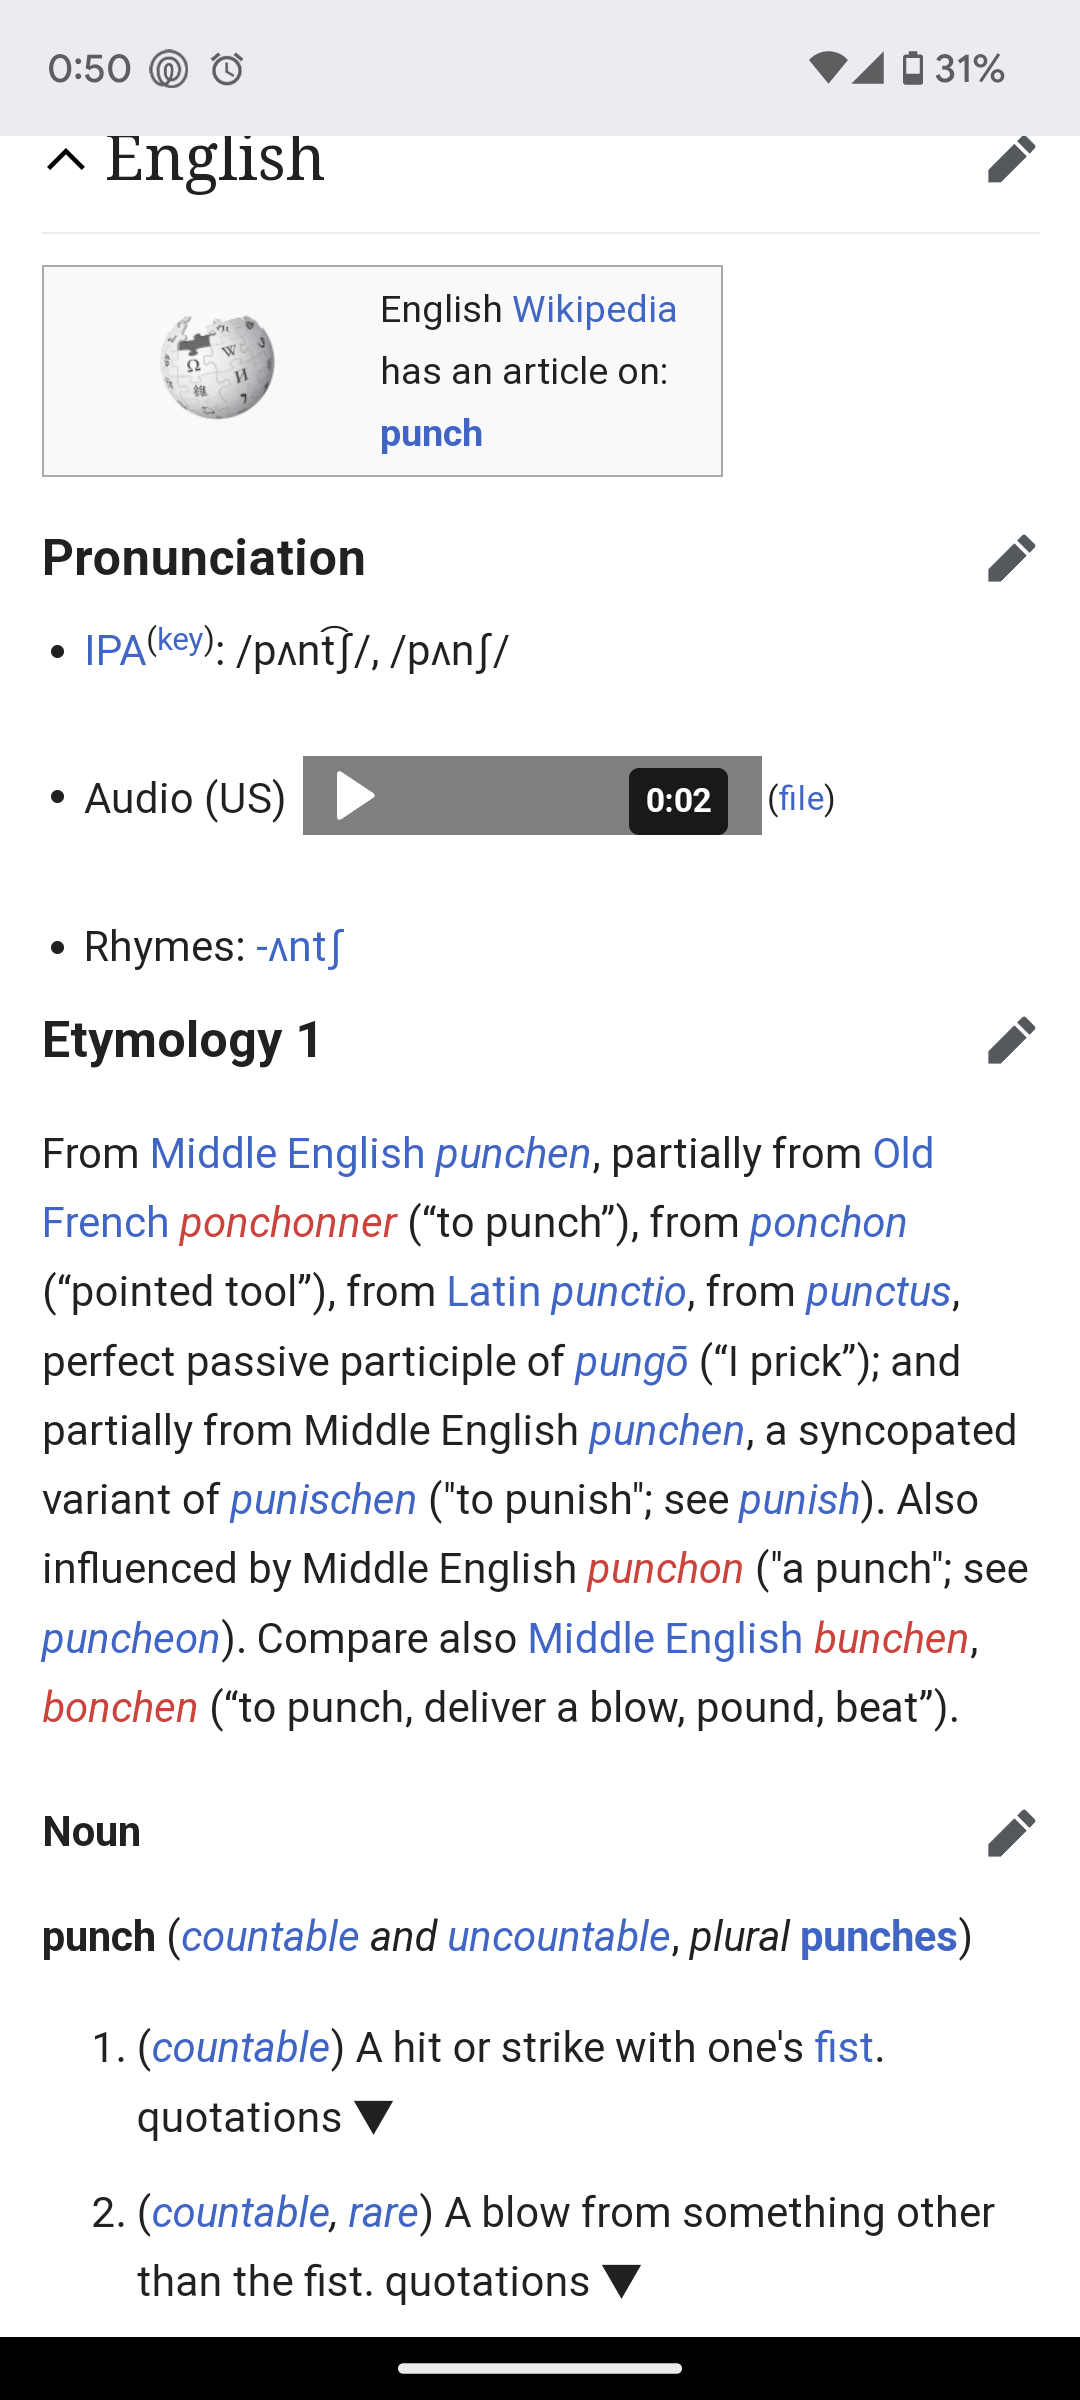 0:50 31%
English
English Wikipedia
has an article on:
punch
Pronunciation
• IPA(key): /pʌnt͡ʃ/, /pʌnʃ/
• Audio (US) 0:02 (file)
• Rhymes: -ʌntʃ
Etymology 1
From Middle English punchen, partially from Old
French ponchonner (“to punch”), from ponchon
(“pointed tool”), from Latin punctio, from punctus,
perfect passive participle of pungō (“I prick”); and
partially from Middle English punchen, a syncopated
variant of punischen ("to punish"; see punish). Also
influenced by Middle English punchon ("a punch"; see
puncheon). Compare also Middle English bunchen,
bonchen (“to punch, deliver a blow, pound, beat”).
Noun
punch (countable and uncountable, plural punches)
1. (countable) A hit or strike with one's fist.
quotations ▼
2. (countable, rare) A blow from something other
than the fist. quotations ▼